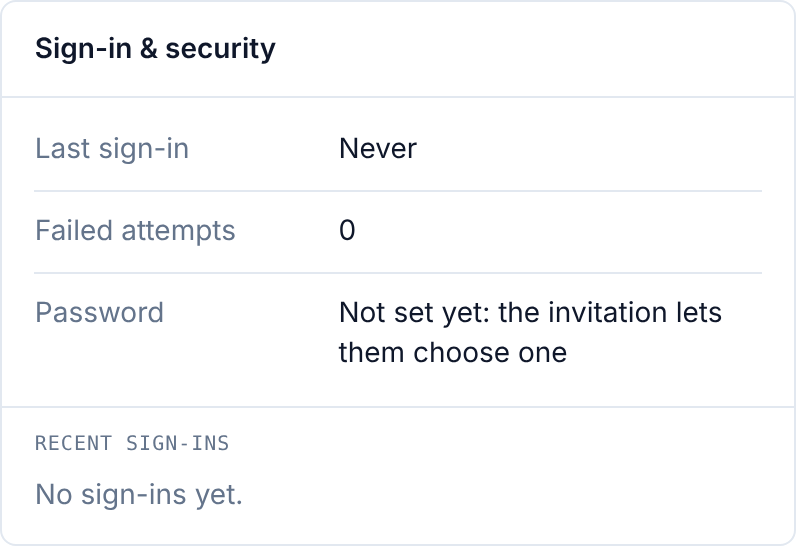 Sign-in & security
Last sign-in Never
Failed attempts 0
Password Not set yet: the invitation lets
them choose one
RECENT SIGN-INS
No sign-ins yet.